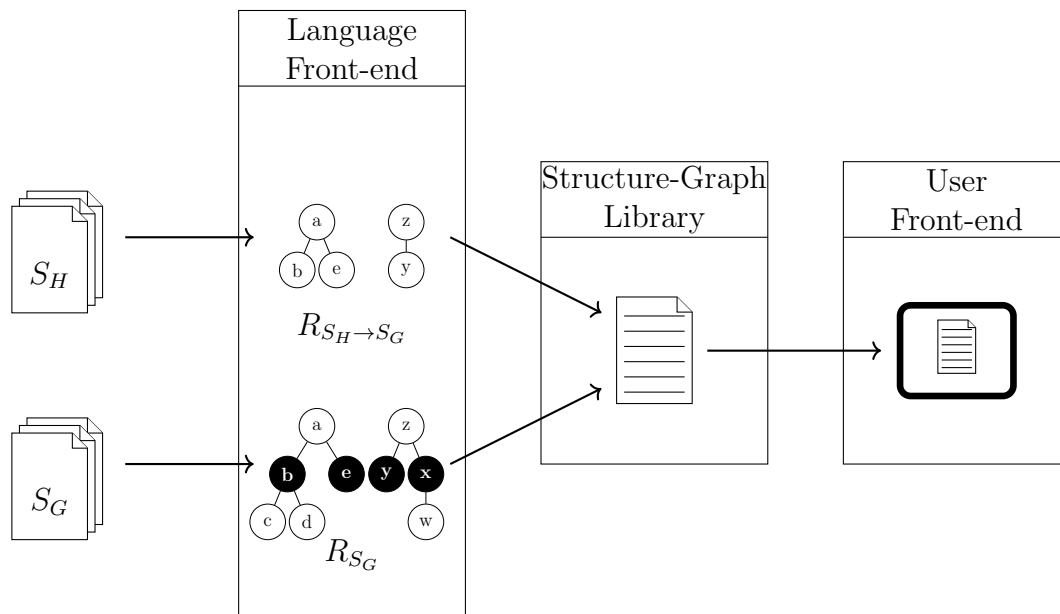 Language
Front-end
Structure-Graph
Library
User
Front-end
S_H
a
z
b
e
y
R_{S_H→S_G}
S_G
a
z
b
e
y
x
c
d
w
R_{S_G}